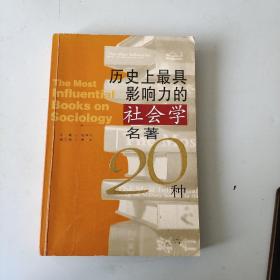 历史上最具
影响力的
社会学
名著
20
种
The Most
Influential
Books on
Sociology